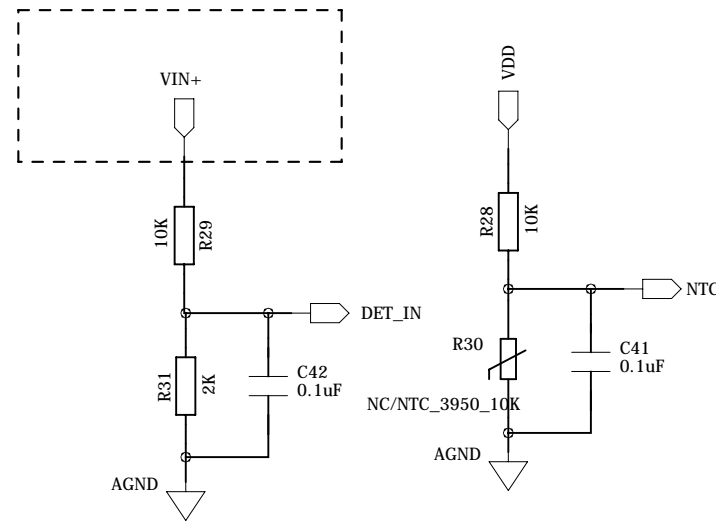 VIN+
10K
R29
DET_IN
R31
2K
C42
0.1uF
AGND
VDD
R28
10K
NTC
R30
C41
0.1uF
NC/NTC_3950_10K
AGND